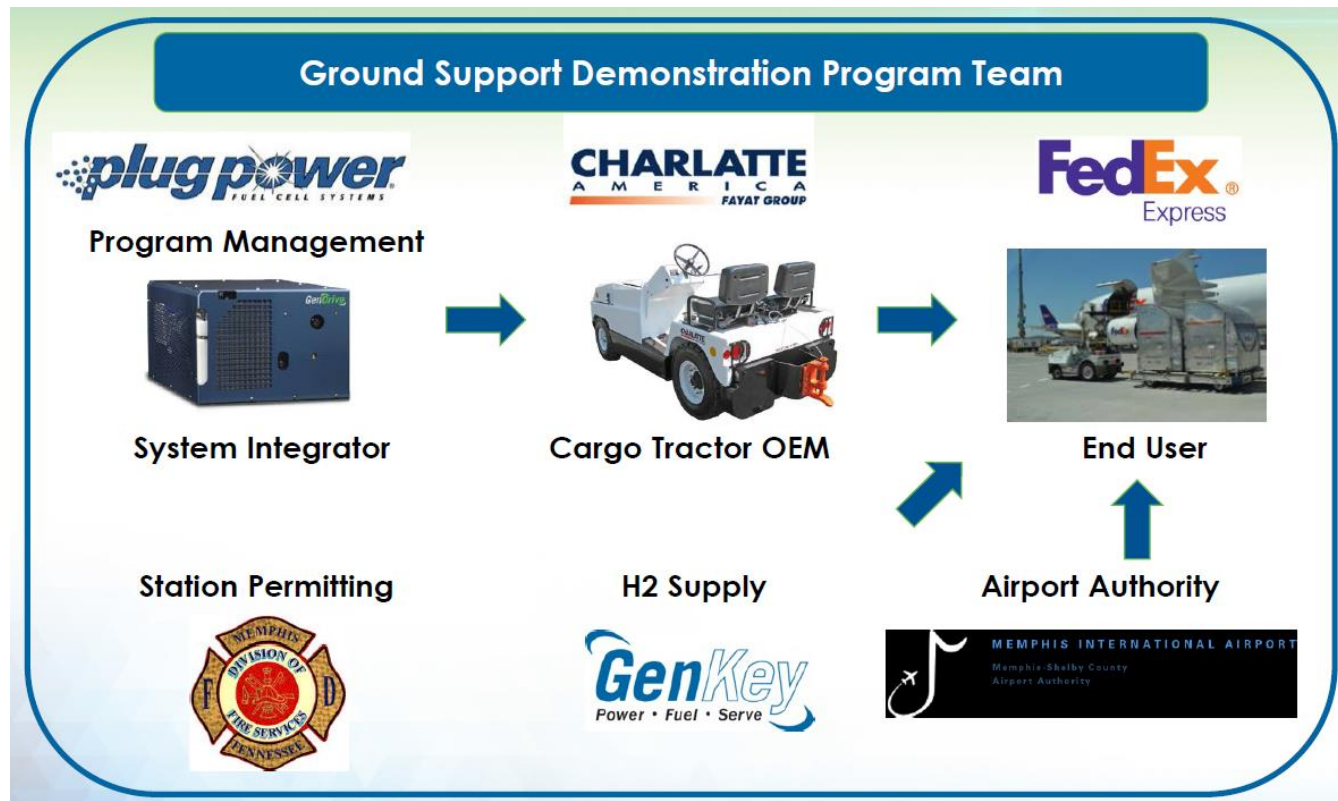 Ground Support Demonstration Program Team
plug power
FUEL CELL SYSTEMS
CHARLATTE
AMERICA
FAYAT GROUP
FedEx®
Express
Program Management
GenDrive
CHARLATTE
FedEx
System Integrator
Cargo Tractor OEM
End User
Station Permitting
H2 Supply
Airport Authority
MEMPHIS
DIVISION OF
F D
FIRE SERVICES
TENNESSEE
GenKey
Power • Fuel • Serve
MEMPHIS INTERNATIONAL AIRPORT
Memphis-Shelby County
Airport Authority